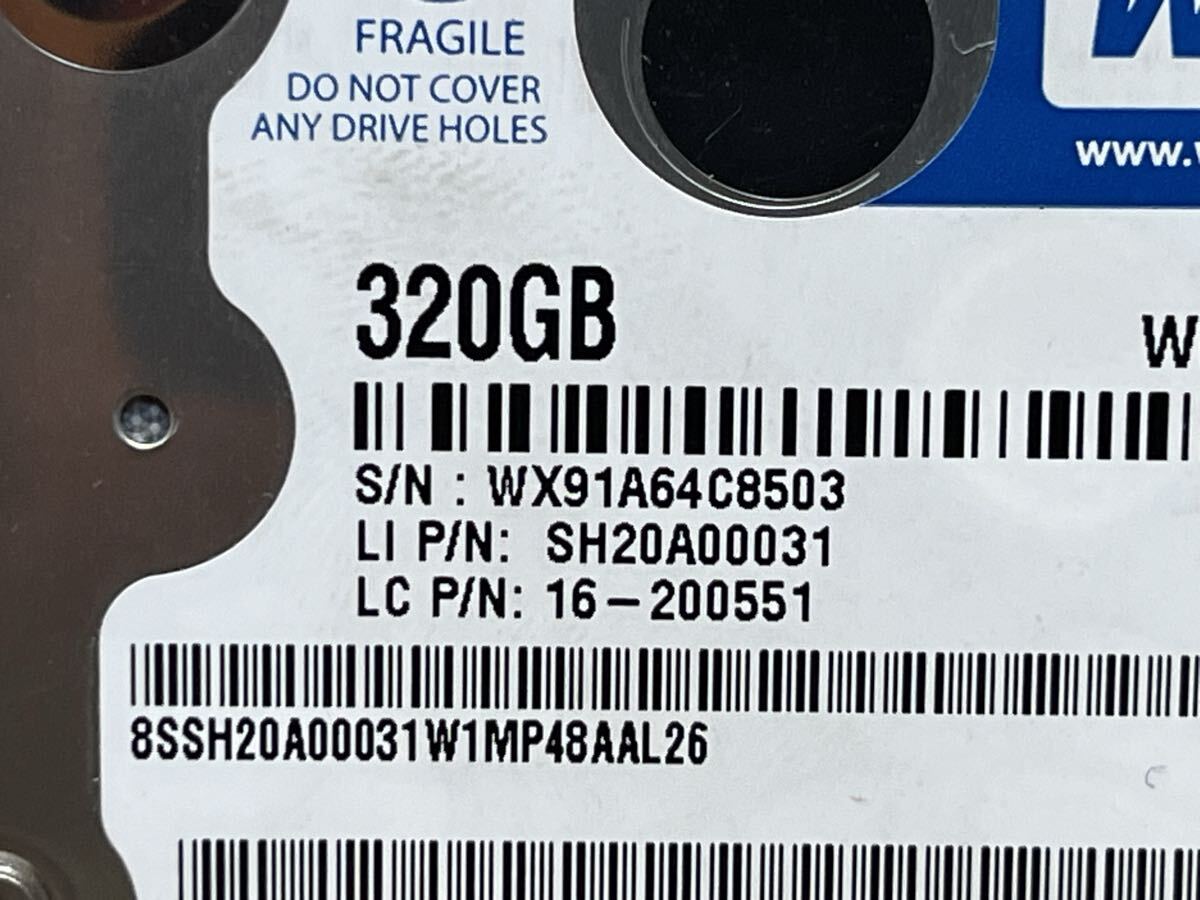 FRAGILE
DO NOT COVER
ANY DRIVE HOLES
www.
320GB
S/N : WX91A64C8503
LI P/N: SH20A00031
LC P/N: 16-200551
8SSH20A00031W1MP48AAL26